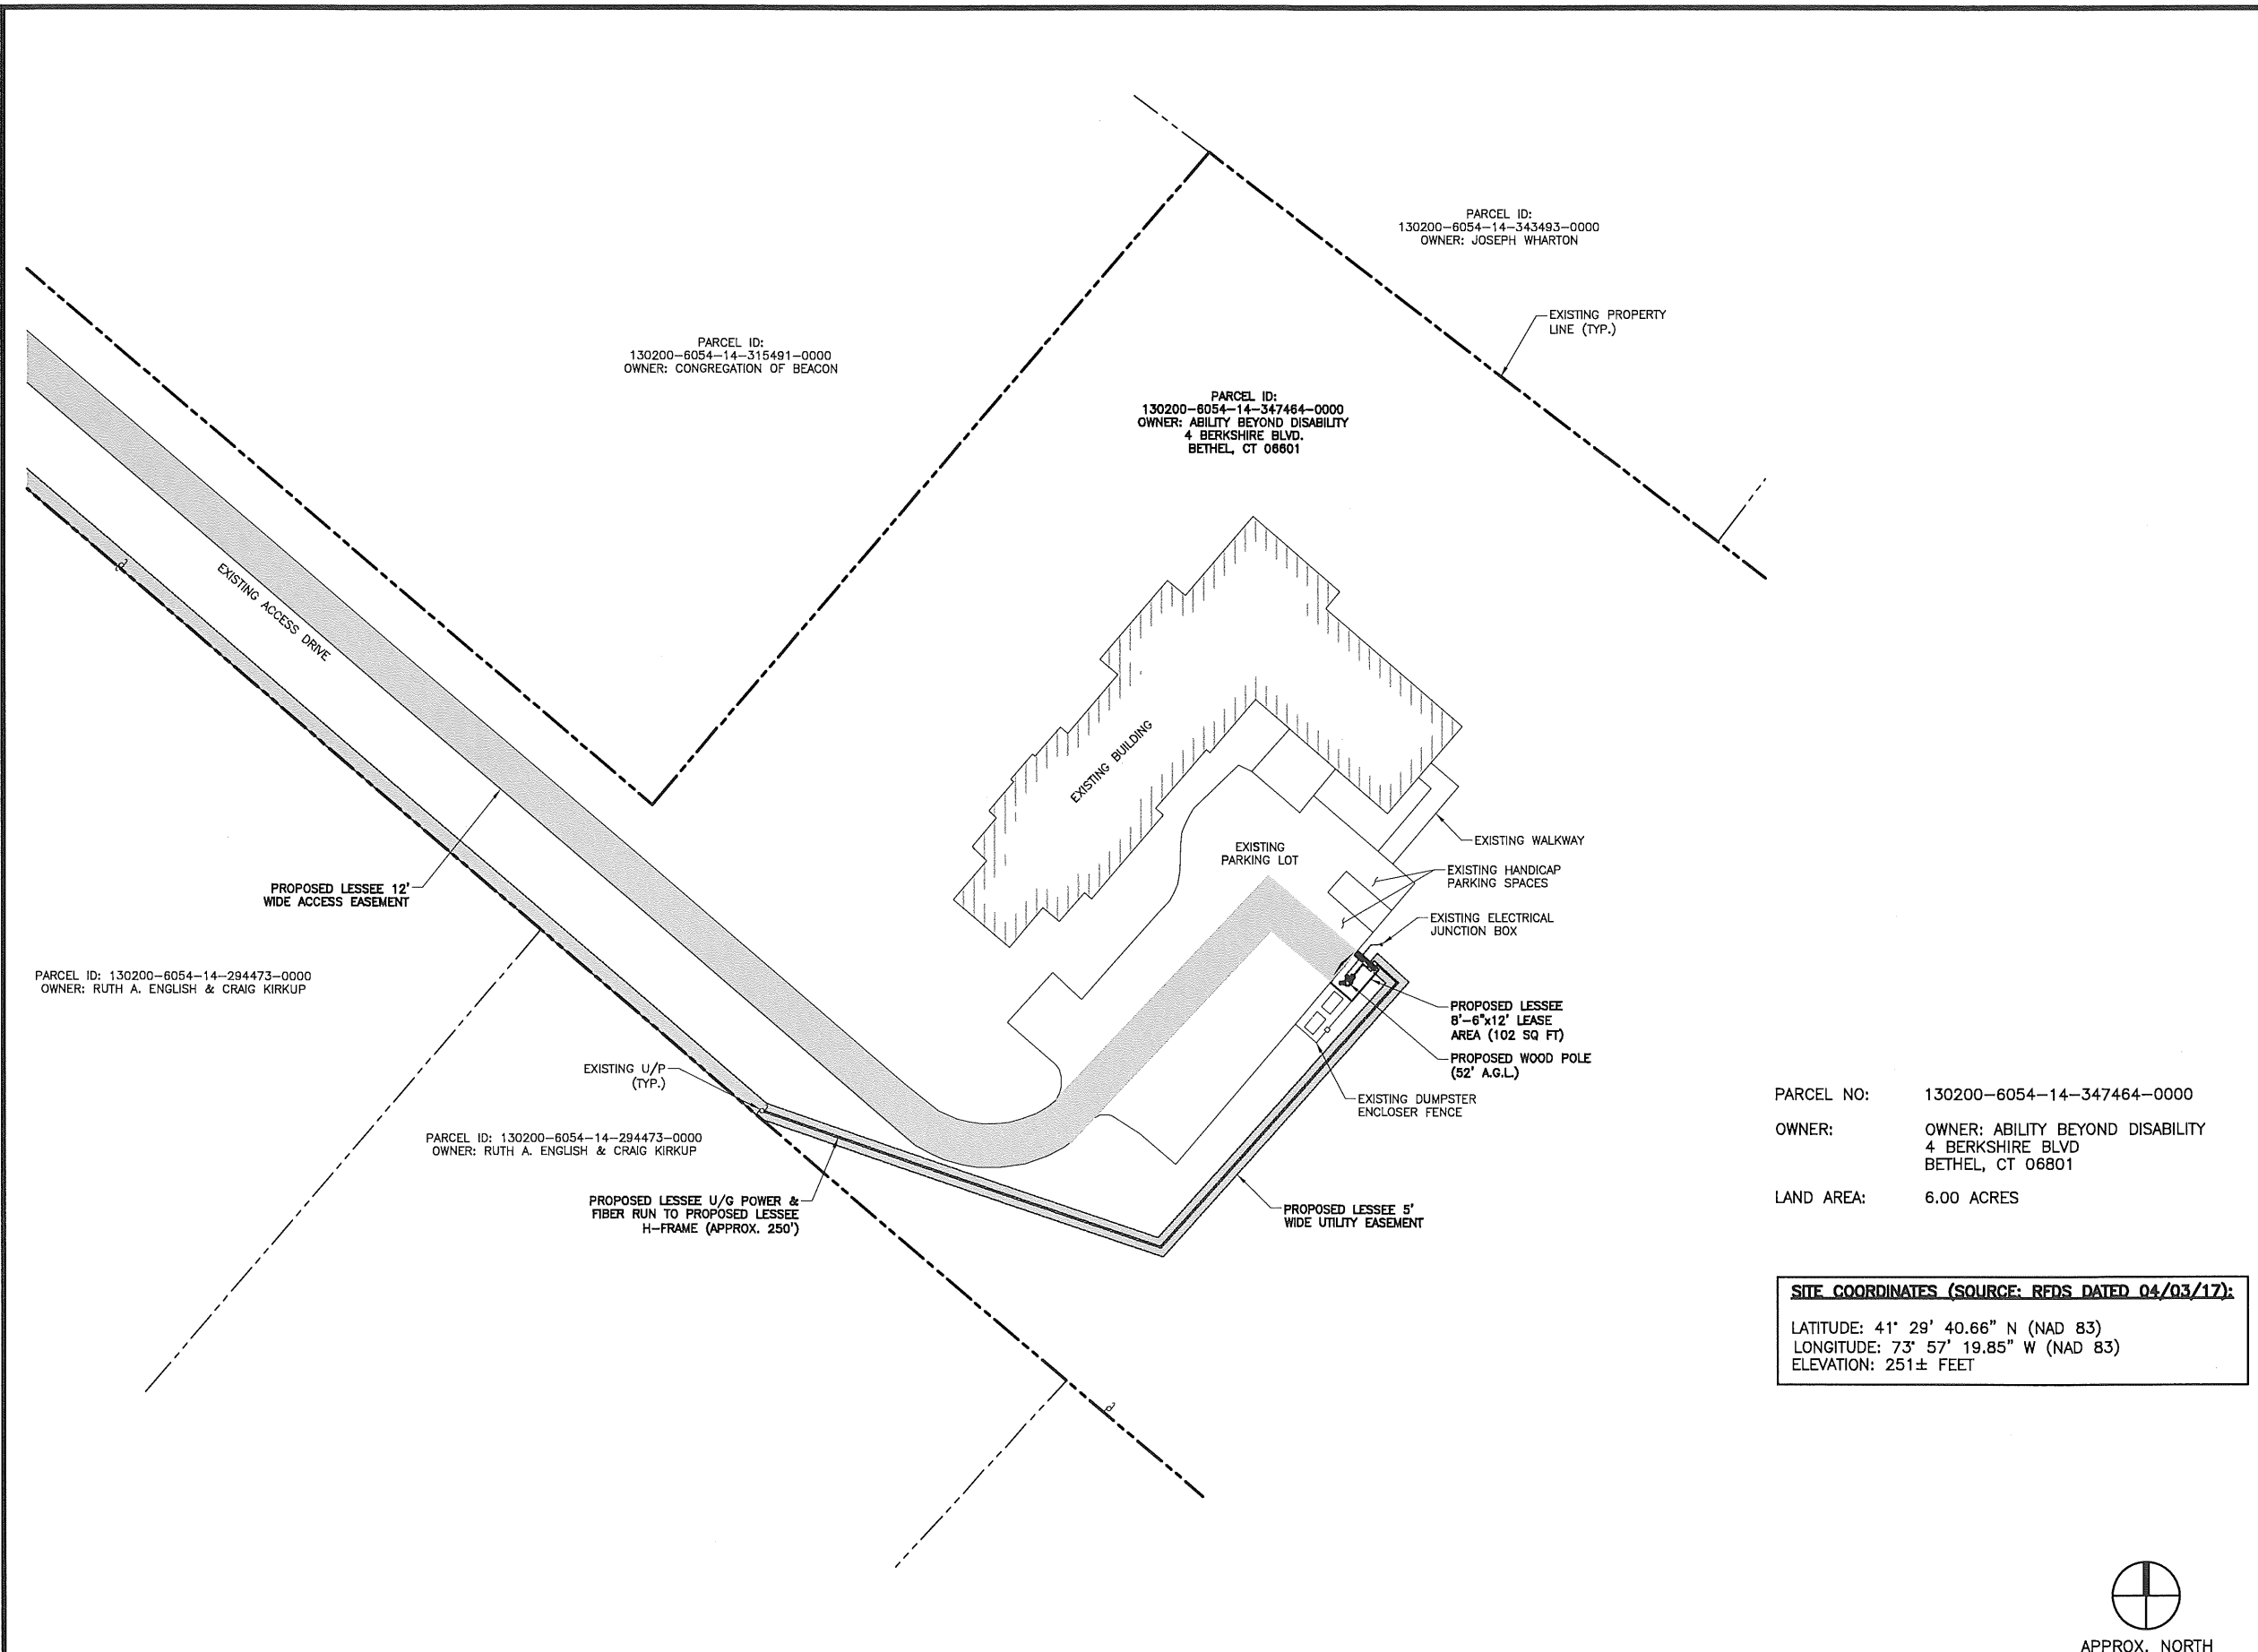 PARCEL ID:
130200-6054-14-343493-0000
OWNER: JOSEPH WHARTON
EXISTING PROPERTY
LINE (TYP.)
PARCEL ID:
130200-6054-14-315491-0000
OWNER: CONGREGATION OF BEACON
PARCEL ID:
130200-6054-14-347464-0000
OWNER: ABILITY BEYOND DISABILITY
4 BERKSHIRE BLVD.
BETHEL, CT 06601
EXISTING ACCESS DRIVE
EXISTING BUILDING
EXISTING
PARKING LOT
EXISTING WALKWAY
EXISTING HANDICAP
PARKING SPACES
EXISTING ELECTRICAL
JUNCTION BOX
PROPOSED LESSEE 12'
WIDE ACCESS EASEMENT
PARCEL ID: 130200-6054-14-294473-0000
OWNER: RUTH A. ENGLISH & CRAIG KIRKUP
PROPOSED LESSEE
8'-6"x12' LEASE
AREA (102 SQ FT)
PROPOSED WOOD POLE
(52' A.G.L.)
EXISTING U/P
(TYP.)
EXISTING DUMPSTER
ENCLOSER FENCE
PARCEL ID: 130200-6054-14-294473-0000
OWNER: RUTH A. ENGLISH & CRAIG KIRKUP
PROPOSED LESSEE U/G POWER &
FIBER RUN TO PROPOSED LESSEE
H-FRAME (APPROX. 250')
PROPOSED LESSEE 5'
WIDE UTILITY EASEMENT
PARCEL NO: 130200-6054-14-347464-0000
OWNER: OWNER: ABILITY BEYOND DISABILITY
4 BERKSHIRE BLVD
BETHEL, CT 06801
LAND AREA: 6.00 ACRES
SITE COORDINATES (SOURCE: RFDS DATED 04/03/17):
LATITUDE: 41° 29' 40.66" N (NAD 83)
LONGITUDE: 73° 57' 19.85" W (NAD 83)
ELEVATION: 251± FEET
APPROX. NORTH